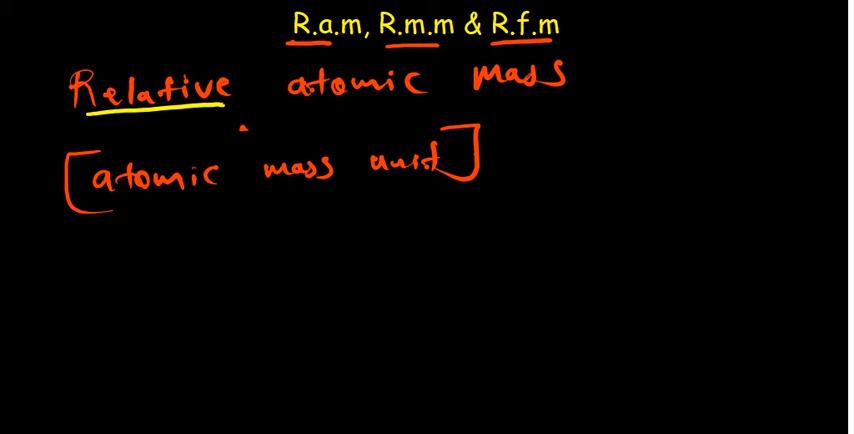 R.a.m, R.m.m & R.f.m
Relative atomic mass
[atomic mass unit]